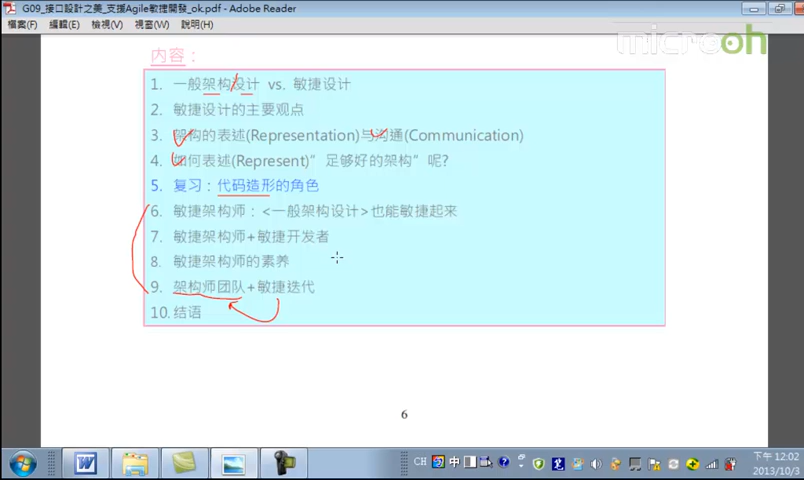 G09_接口設計之美_支援Agile敏捷開發_ok.pdf - Adobe Reader
檔案(F) 編輯(E) 檢視(V) 視窗(W) 說明(H)
microoh
内容：
1. 一般架构设计 vs. 敏捷设计
2. 敏捷设计的主要观点
3. 架构的表述(Representation)与沟通(Communication)
4. 如何表述(Represent)”足够好的架构”呢?
5. 复习：代码造形的角色
6. 敏捷架构师：<一般架构设计>也能敏捷起来
7. 敏捷架构师+敏捷开发者
8. 敏捷架构师的素养
9. 架构师团队+敏捷迭代
10. 结语
6
CH 中
下午 12:02
2013/10/3